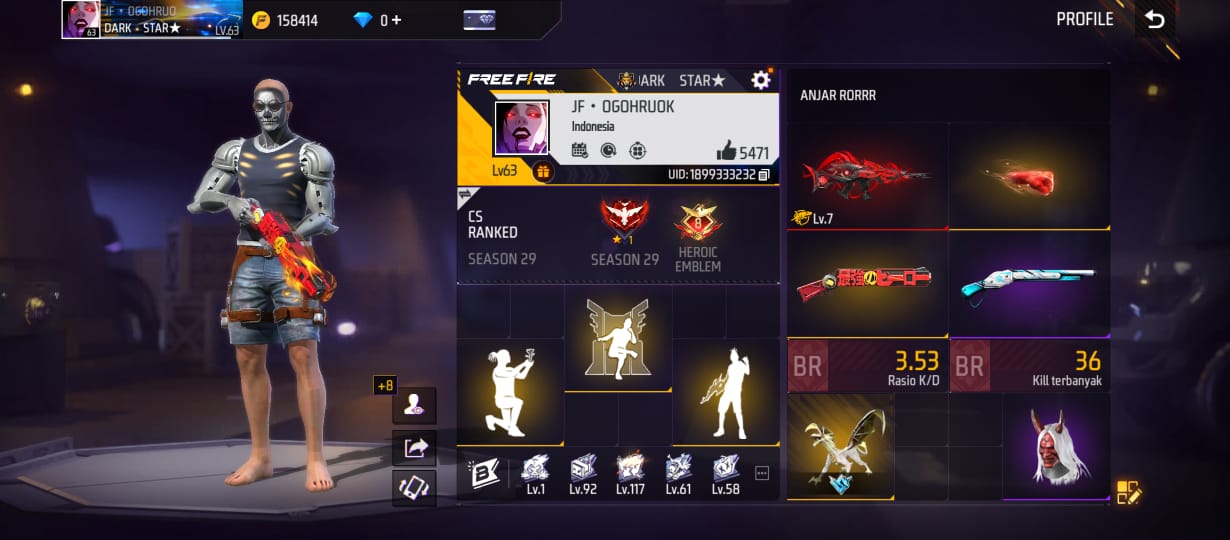 JF • OGOHRUO
DARK • STAR★
63
LV.63
158414
0 +
PROFILE
FREE FIRE
ARK STAR★
JF • OGOHRUOK
Indonesia
5471
Lv63
UID:1899333232
CS
RANKED
SEASON 29
★1
SEASON 29
8
HEROIC
EMBLEM
+8
B
Lv.1
Lv.92
Lv.117
Lv.61
Lv.58
ANJAR RORRR
Lv.7
最強のヒーロー
BR
3.53
Rasio K/D
BR
36
Kill terbanyak